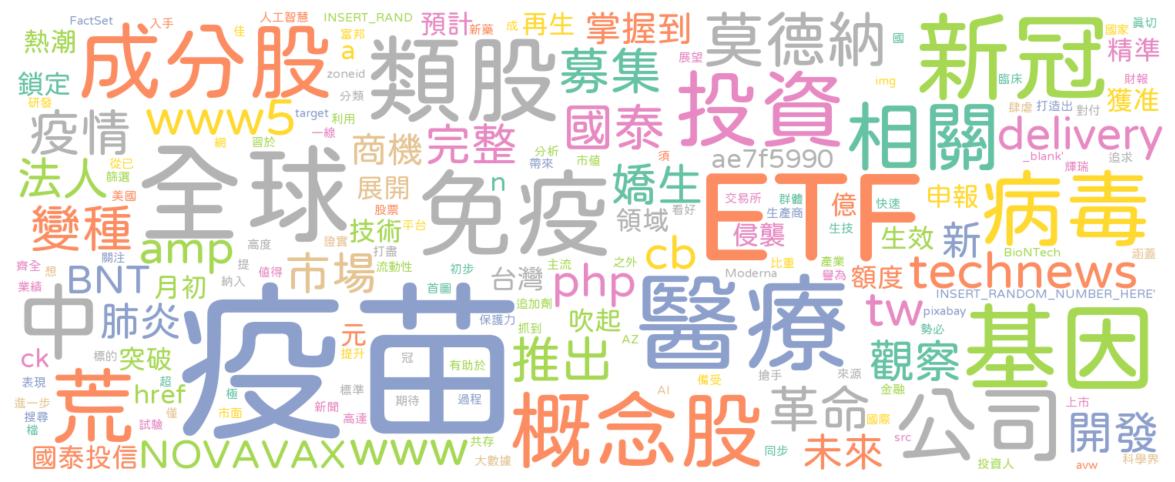 FactSet 入手 人工智慧 INSERT_RAND 預計 新藥 成 再生 掌握到 莫德納 國 新冠 國家 真切
熱潮 成分股 佳 富邦 a 類股 募集 展望 精準
鎖定 zoneid 分類 投資 img 臨床 財報
研發 www5 target 利用 國泰 肆虐 打造出 對付 獲准
疫情 網 習於 一線 商機 完整 分析 帶來 市值 須 ae7f5990 相關 delivery
法人 從已 篩選 全球 免疫 n 嬌生 _blank' 輝瑞 追求
美國 展開 ETF 交易所 群體 億 快速 申報 病毒
變種 股票 技術 平台 領域 看好 侵襲 生產商 生技 生效 新
關注 amp 高度 證實 打盡 主流 之外 cb BioNTech 涵蓋
齊全 想 BNT 提 值得 市場 流動性 初步 台灣 php Moderna 比重 產業 譽為 額度 technews
業績 月初 納入 首圖 追加劑 tw INSERT_RANDOM_NUMBER_HERE'
中 肺炎 疫苗 元 保護力 抓到 吹起 醫療 pixabay 基因
ck 突破 標的 提升 冠 有助於 推出 AZ 勢必 觀察
表現 荒 href 超 期待 標準 過程 AI 備受 搶手 來源 金融
進一步 極 概念股 革命 公司 上市
搜尋 檔 試驗 僅 市面 新聞 高速 國際 開發
國泰投信 NOVAVAX www 共存 大數據 同步 未來 src 投資人 avw 科學界